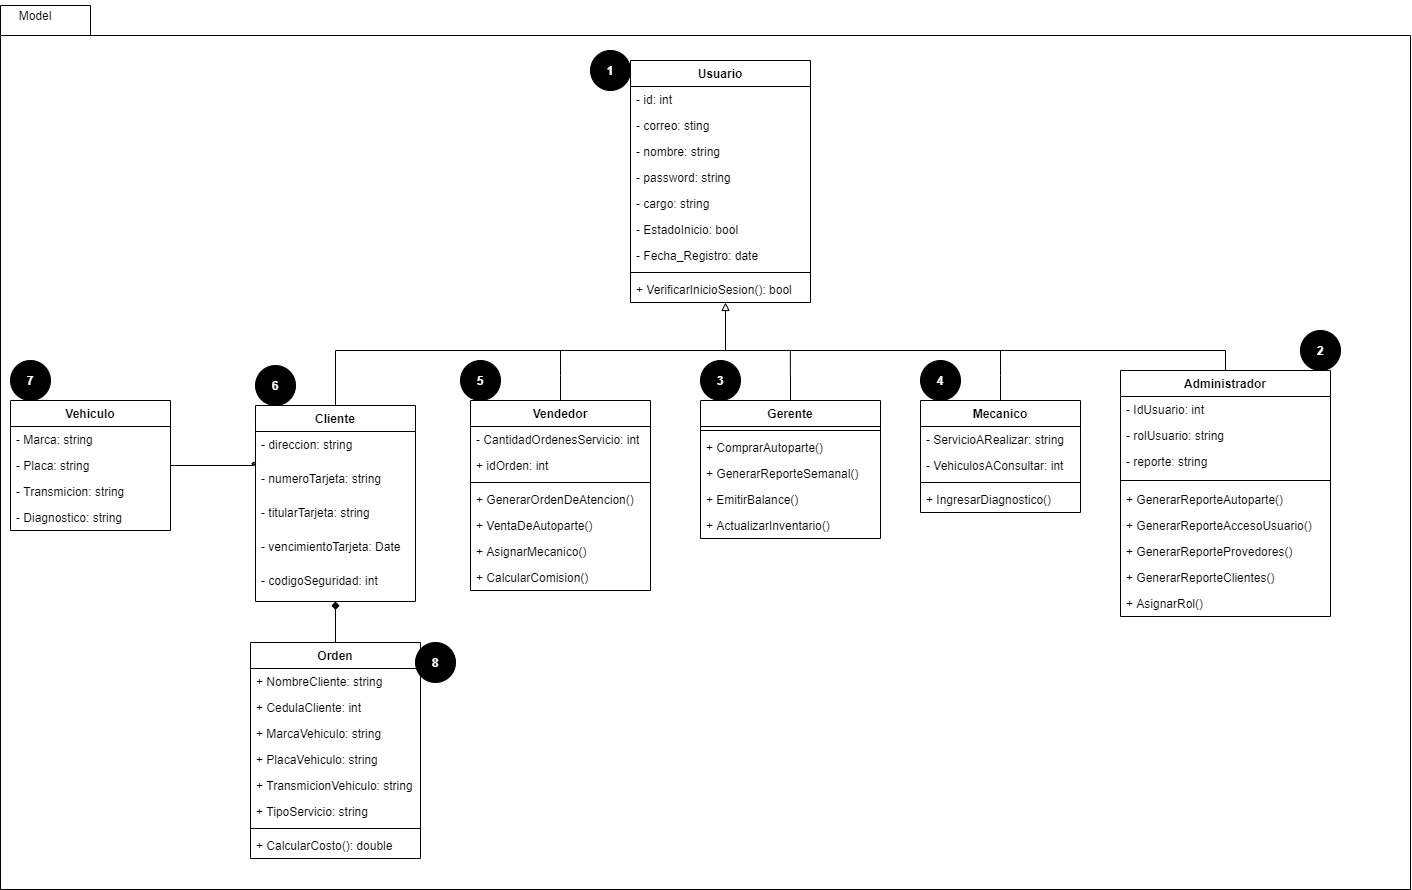 Model
1
Usuario
- id: int
- correo: sting
- nombre: string
- password: string
- cargo: string
- EstadoInicio: bool
- Fecha_Registro: date
+ VerificarInicioSesion(): bool
7
Vehiculo
- Marca: string
- Placa: string
- Transmicion: string
- Diagnostico: string
6
Cliente
- direccion: string
- numeroTarjeta: string
- titularTarjeta: string
- vencimientoTarjeta: Date
- codigoSeguridad: int
5
Vendedor
- CantidadOrdenesServicio: int
+ idOrden: int
+ GenerarOrdenDeAtencion()
+ VentaDeAutoparte()
+ AsignarMecanico()
+ CalcularComision()
3
Gerente
+ ComprarAutoparte()
+ GenerarReporteSemanal()
+ EmitirBalance()
+ ActualizarInventario()
4
Mecanico
- ServicioARealizar: string
- VehiculosAConsultar: int
+ IngresarDiagnostico()
2
Administrador
- IdUsuario: int
- rolUsuario: string
- reporte: string
+ GenerarReporteAutoparte()
+ GenerarReporteAccesoUsuario()
+ GenerarReporteProvedores()
+ GenerarReporteClientes()
+ AsignarRol()
8
Orden
+ NombreCliente: string
+ CedulaCliente: int
+ MarcaVehiculo: string
+ PlacaVehiculo: string
+ TransmicionVehiculo: string
+ TipoServicio: string
+ CalcularCosto(): double